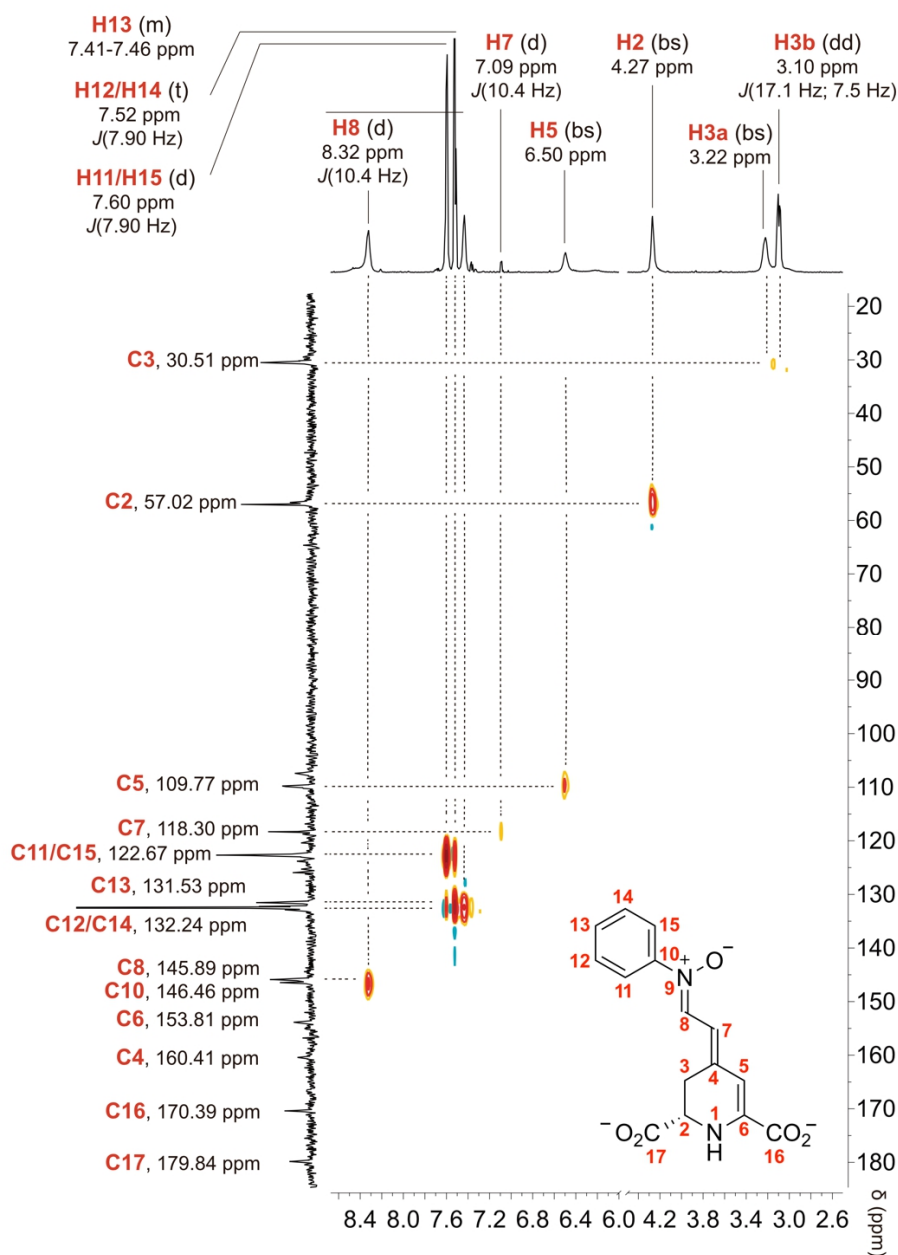 H13 (m)
7.41-7.46 ppm
H12/H14 (t)
7.52 ppm
J(7.90 Hz)
H11/H15 (d)
7.60 ppm
J(7.90 Hz)
H8 (d)
8.32 ppm
J(10.4 Hz)
H7 (d)
7.09 ppm
J(10.4 Hz)
H5 (bs)
6.50 ppm
H2 (bs)
4.27 ppm
H3a (bs)
3.22 ppm
H3b (dd)
3.10 ppm
J(17.1 Hz; 7.5 Hz)
C3, 30.51 ppm
C2, 57.02 ppm
C5, 109.77 ppm
C7, 118.30 ppm
C11/C15, 122.67 ppm
C13, 131.53 ppm
C12/C14, 132.24 ppm
C8, 145.89 ppm
C10, 146.46 ppm
C6, 153.81 ppm
C4, 160.41 ppm
C16, 170.39 ppm
C17, 179.84 ppm
20
30
40
50
60
70
80
90
100
110
120
130
140
150
160
170
180
δ (ppm)
14
13
15
12
10
O⁻
11
N⁺
9
8
7
3
5
4
⁻O₂C
2
1
N
H
6
CO₂⁻
17
16
8.4 8.0 7.6 7.2 6.8 6.4 6.0 4.2 3.8 3.4 3.0 2.6